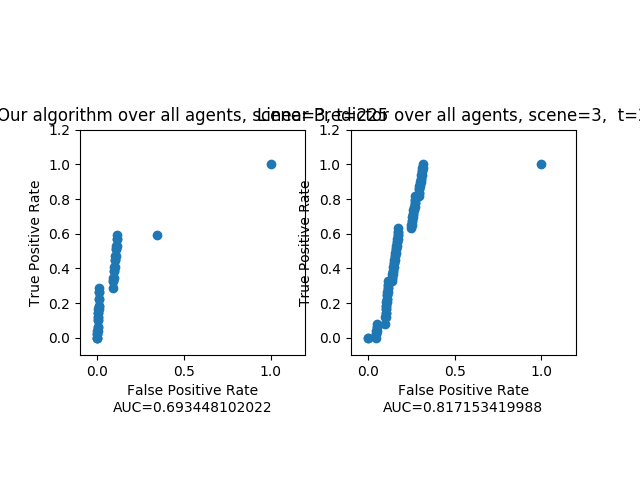 Our algorithm over all agents, scene=3, t=225
Linear Predictor over all agents, scene=3, 
1.2
1.0
0.8
0.6
0.4
0.2
0.0
True Positive Rate
0.0 0.5 1.0
False Positive Rate
AUC=0.693448102022
1.2
1.0
0.8
0.6
0.4
0.2
0.0
True Positive Rate
0.0 0.5 1.0
False Positive Rate
AUC=0.817153419988